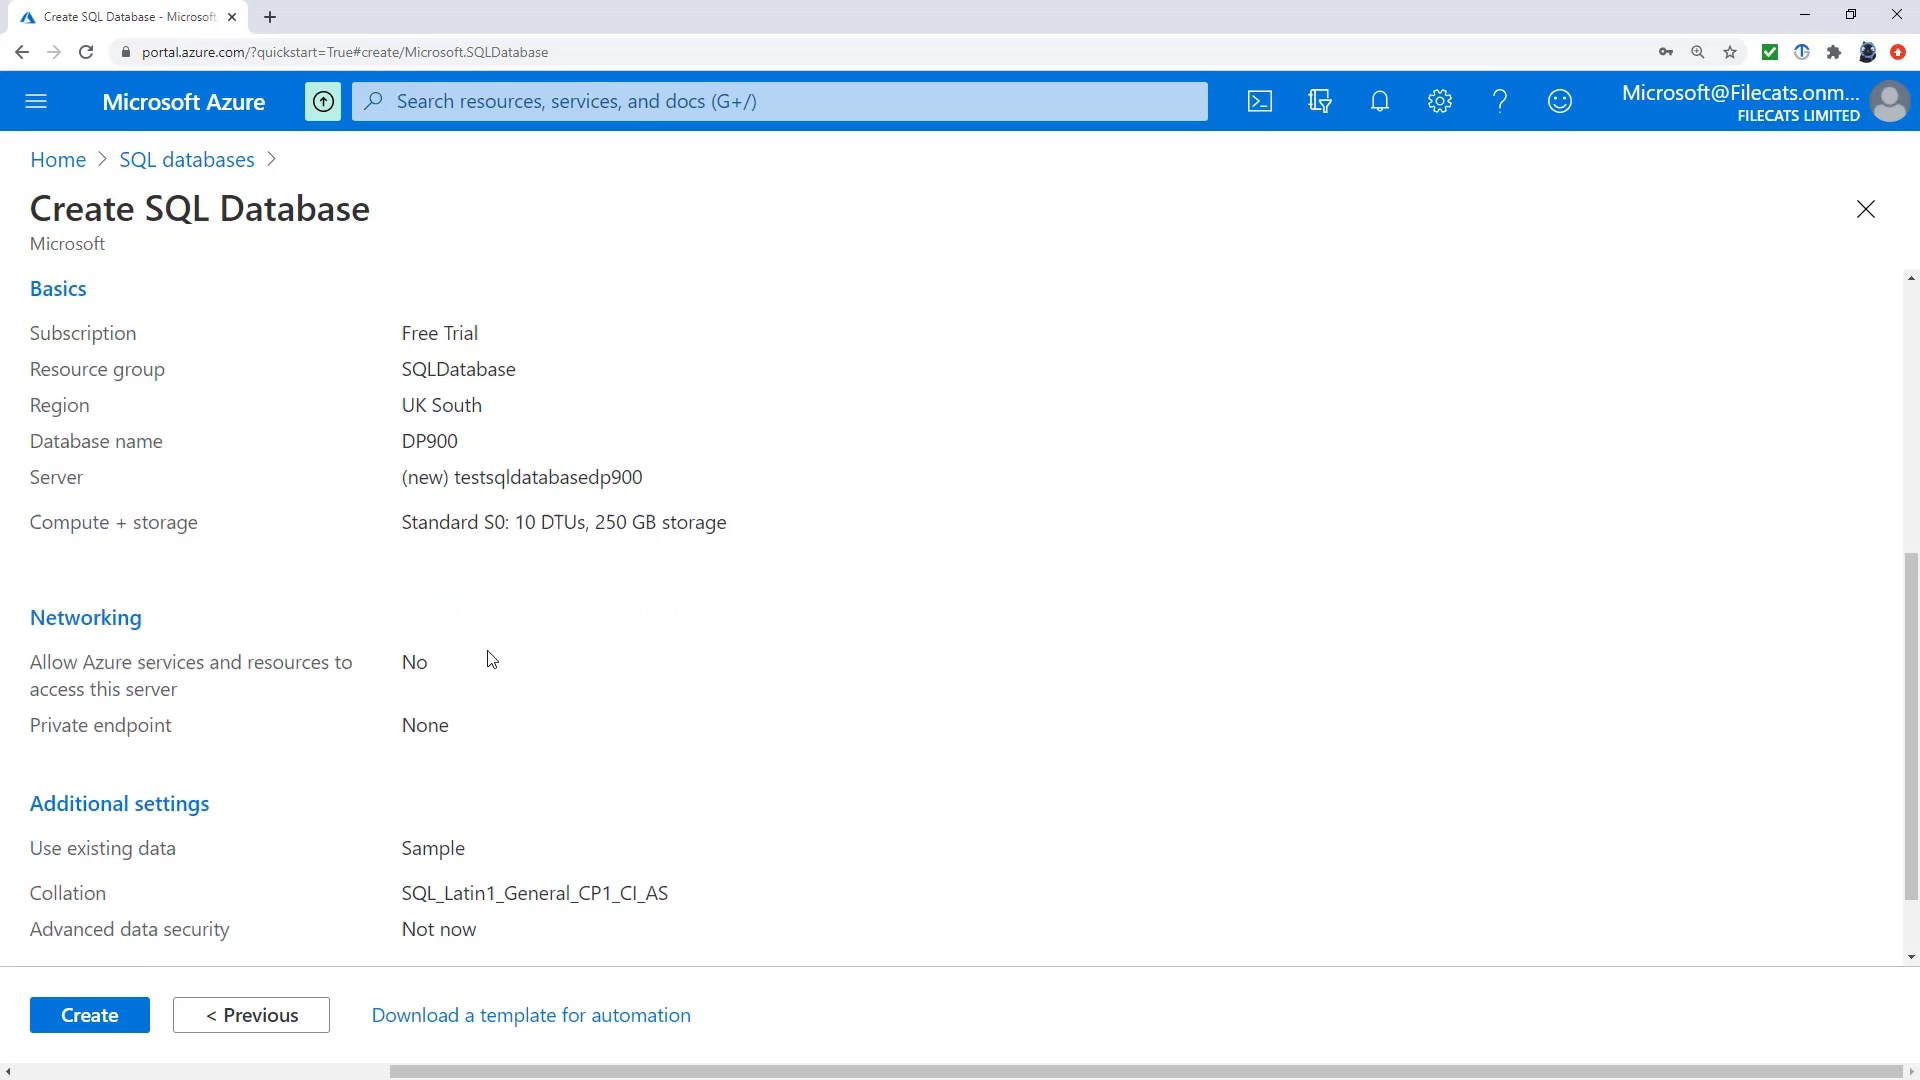 Create SQL Database - Microsoft
portal.azure.com/?quickstart=True#create/Microsoft.SQLDatabase
Microsoft Azure
Search resources, services, and docs (G+/)
Microsoft@Filecats.onm...
FILECATS LIMITED
Home > SQL databases >
Create SQL Database
Microsoft
Basics
Subscription Free Trial
Resource group SQLDatabase
Region UK South
Database name DP900
Server (new) testsqldatabasedp900
Compute + storage Standard S0: 10 DTUs, 250 GB storage
Networking
Allow Azure services and resources to No
access this server
Private endpoint None
Additional settings
Use existing data Sample
Collation SQL_Latin1_General_CP1_CI_AS
Advanced data security Not now
Create < Previous Download a template for automation